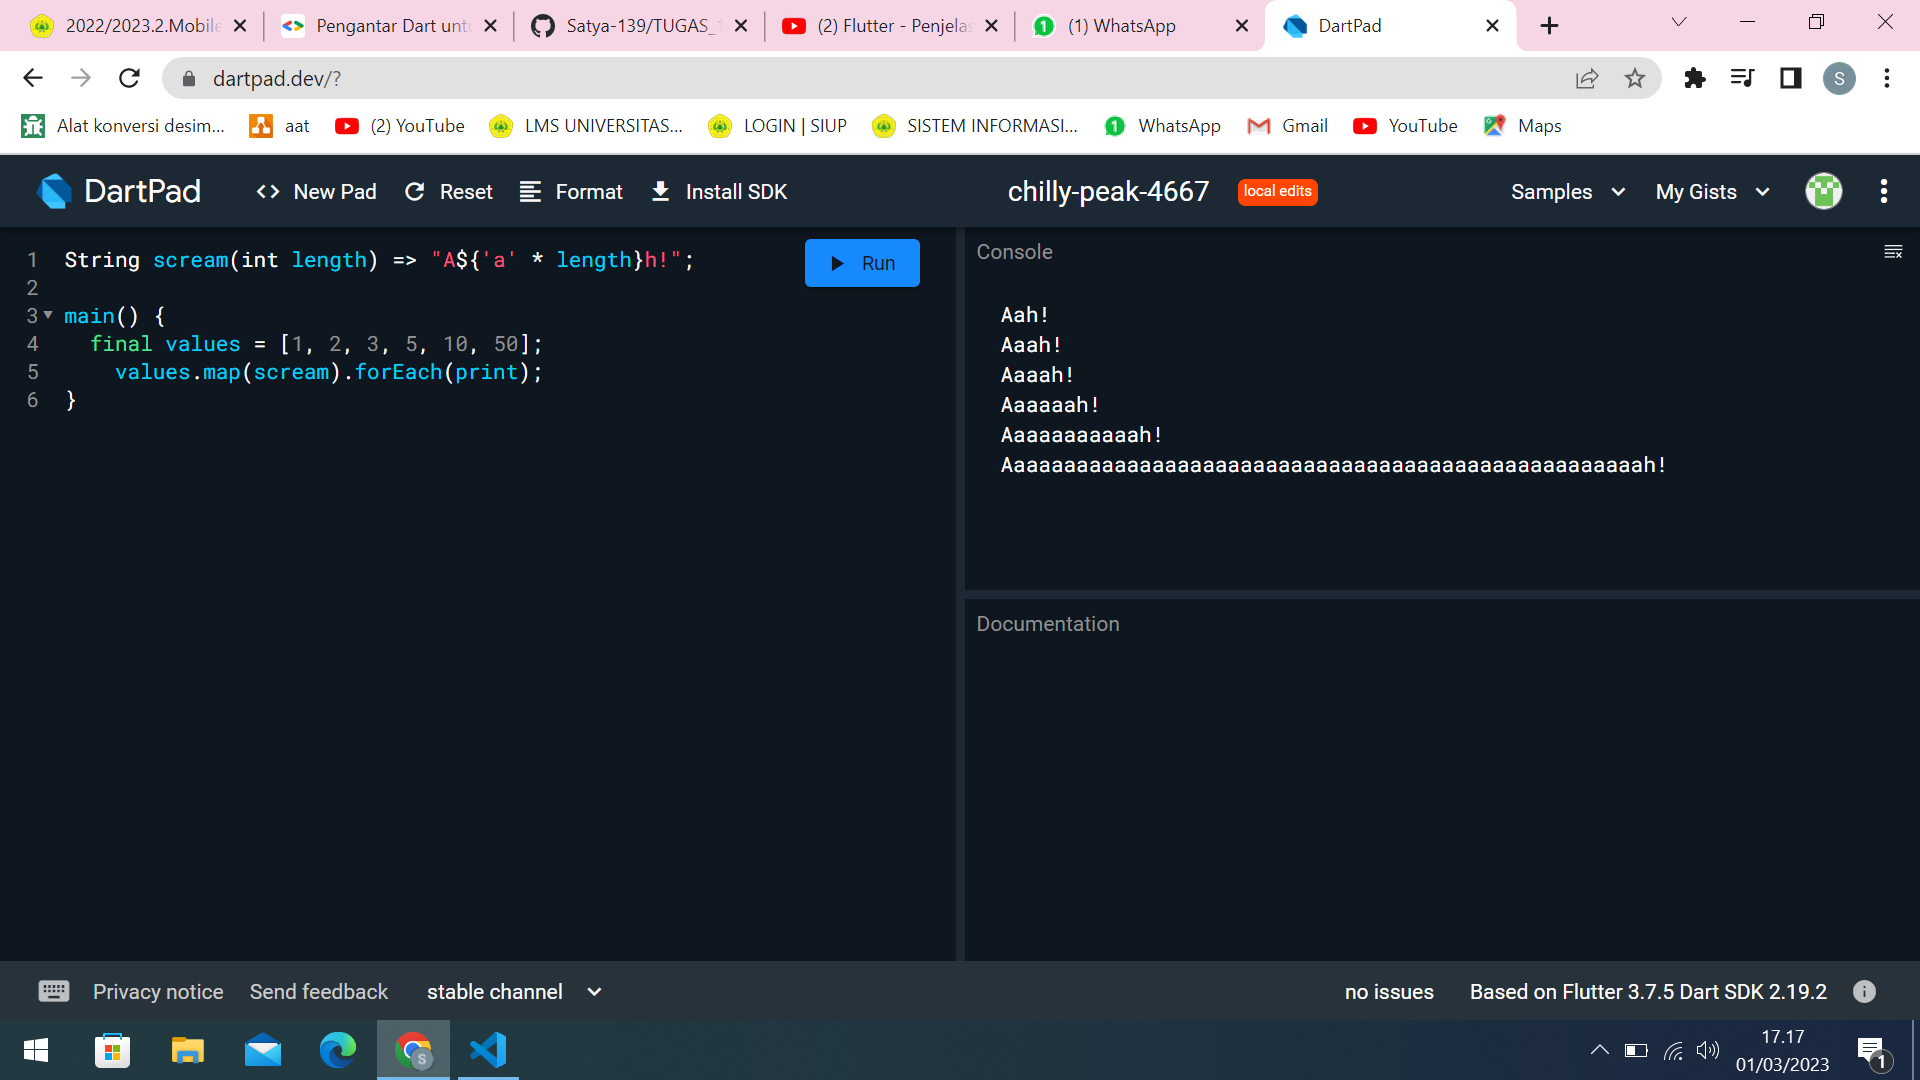 2022/2023.2.Mobile
Pengantar Dart untu
Satya-139/TUGAS_1
(2) Flutter - Penjelas
(1) WhatsApp
DartPad
dartpad.dev/?
S
Alat konversi desim...
aat
(2) YouTube
LMS UNIVERSITAS...
LOGIN | SIUP
SISTEM INFORMASI...
WhatsApp
Gmail
YouTube
Maps
DartPad
<> New Pad
Reset
Format
Install SDK
chilly-peak-4667
local edits
Samples
My Gists
1 String scream(int length) => "A${'a' * length}h!";
2
3 main() {
4 final values = [1, 2, 3, 5, 10, 50];
5 values.map(scream).forEach(print);
6 }
Run
Console
Aah!
Aaah!
Aaaah!
Aaaaaah!
Aaaaaaaaaaah!
Aaaaaaaaaaaaaaaaaaaaaaaaaaaaaaaaaaaaaaaaaaaaaaaaaaah!
Documentation
Privacy notice
Send feedback
stable channel
no issues
Based on Flutter 3.7.5 Dart SDK 2.19.2
17.17
01/03/2023
1